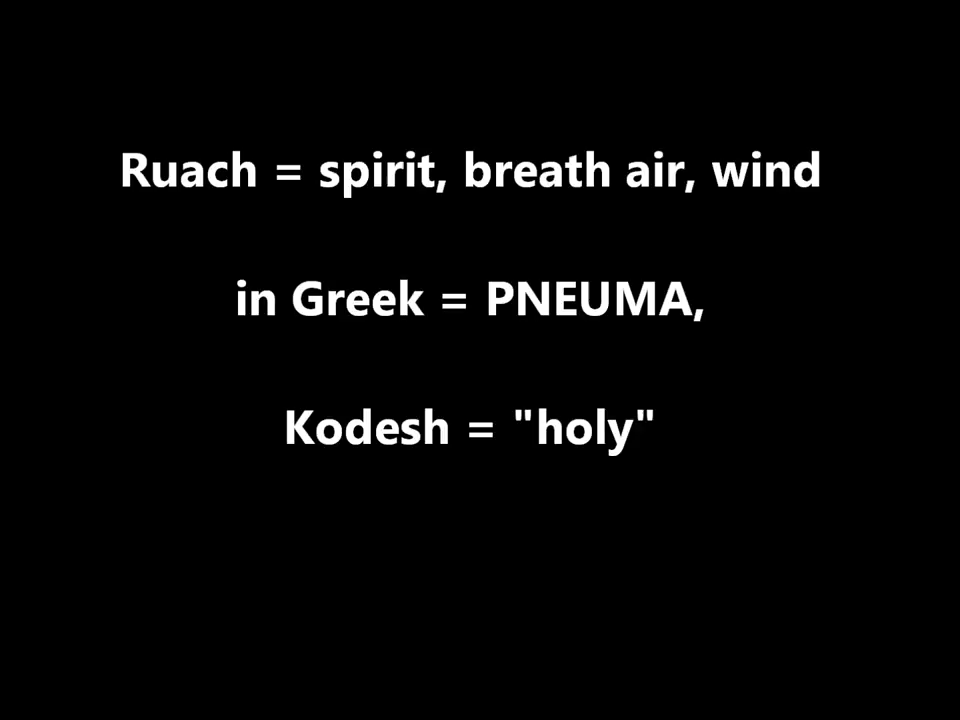 Ruach = spirit, breath air, wind
in Greek = PNEUMA,
Kodesh = "holy"